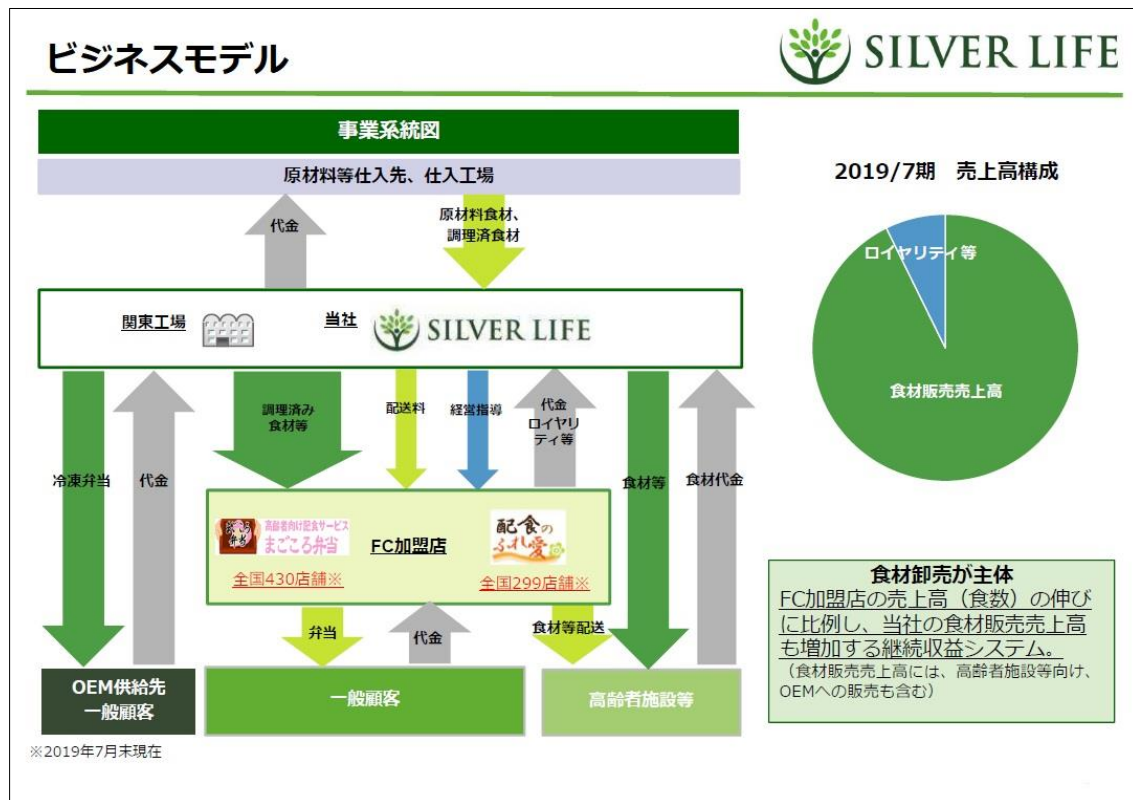 ビジネスモデル
SILVER LIFE
事業系統図
原材料等仕入先、仕入工場
代金
原材料食材、
調理済食材
関東工場
当社
SILVER LIFE
冷凍弁当
代金
調理済み
食材等
配送料
経営指導
代金
ロイヤリ
ティ等
食材等
食材代金
高齢者向け配食サービス
まごころ弁当
全国430店舗※
FC加盟店
配食の
ふれ愛
全国299店舗※
弁当
代金
食材等配送
OEM供給先
一般顧客
一般顧客
高齢者施設等
※2019年7月末現在
2019/7期 売上高構成
ロイヤリティ等
食材販売売上高
食材卸売が主体
FC加盟店の売上高（食数）の伸び
に比例し、当社の食材販売売上高
も増加する継続収益システム。
（食材販売売上高には、高齢者施設等向け、
OEMへの販売も含む）